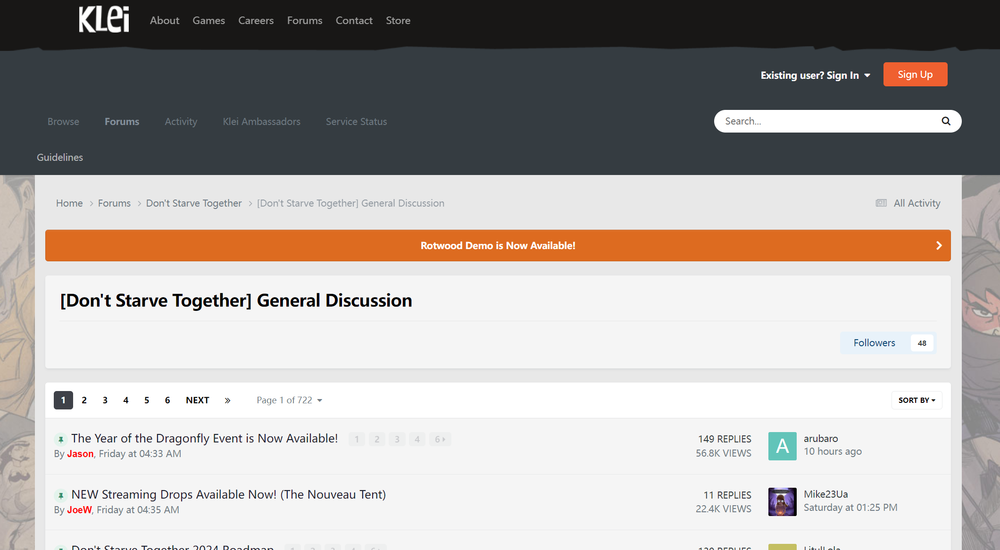 KLei
About Games Careers Forums Contact Store
Existing user? Sign In
Sign Up
Browse Forums Activity Klei Ambassadors Service Status
Search...
Guidelines
Home Forums Don't Starve Together [Don't Starve Together] General Discussion
All Activity
Rotwood Demo is Now Available!
[Don't Starve Together] General Discussion
Followers 48
1 2 3 4 5 6 NEXT » Page 1 of 722
SORT BY
The Year of the Dragonfly Event is Now Available! 1 2 3 4 6
149 REPLIES
arubaro
By Jason, Friday at 04:33 AM
56.8K VIEWS
10 hours ago
A
NEW Streaming Drops Available Now! (The Nouveau Tent)
11 REPLIES
Mike23Ua
By JoeW, Friday at 04:35 AM
22.4K VIEWS
Saturday at 01:25 PM
Don't Starve Together 2024 Roadmap 1 2 3 4 6
REPLIES